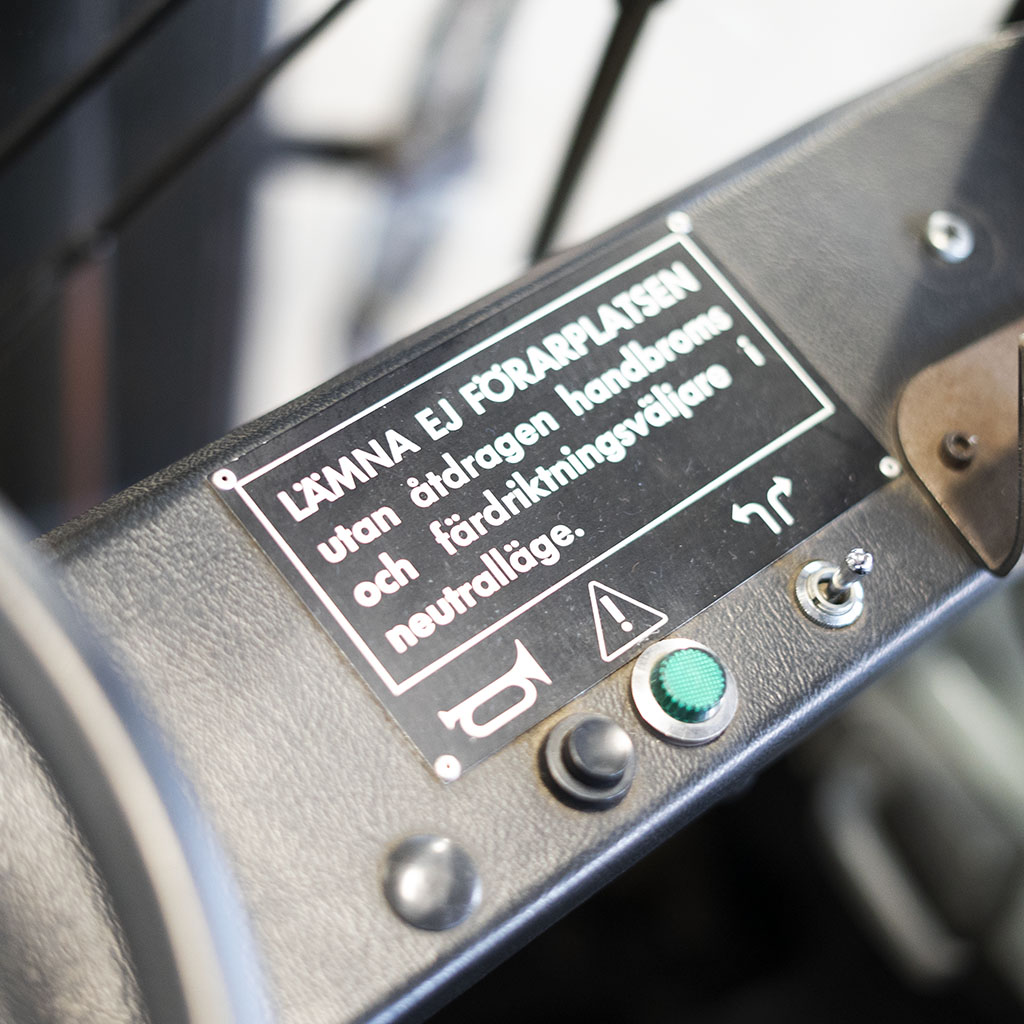 LÄMNA EJ FÖRARPLATSEN
utan åtdragen handbroms
och färdriktningsväljare i
neutralläge.